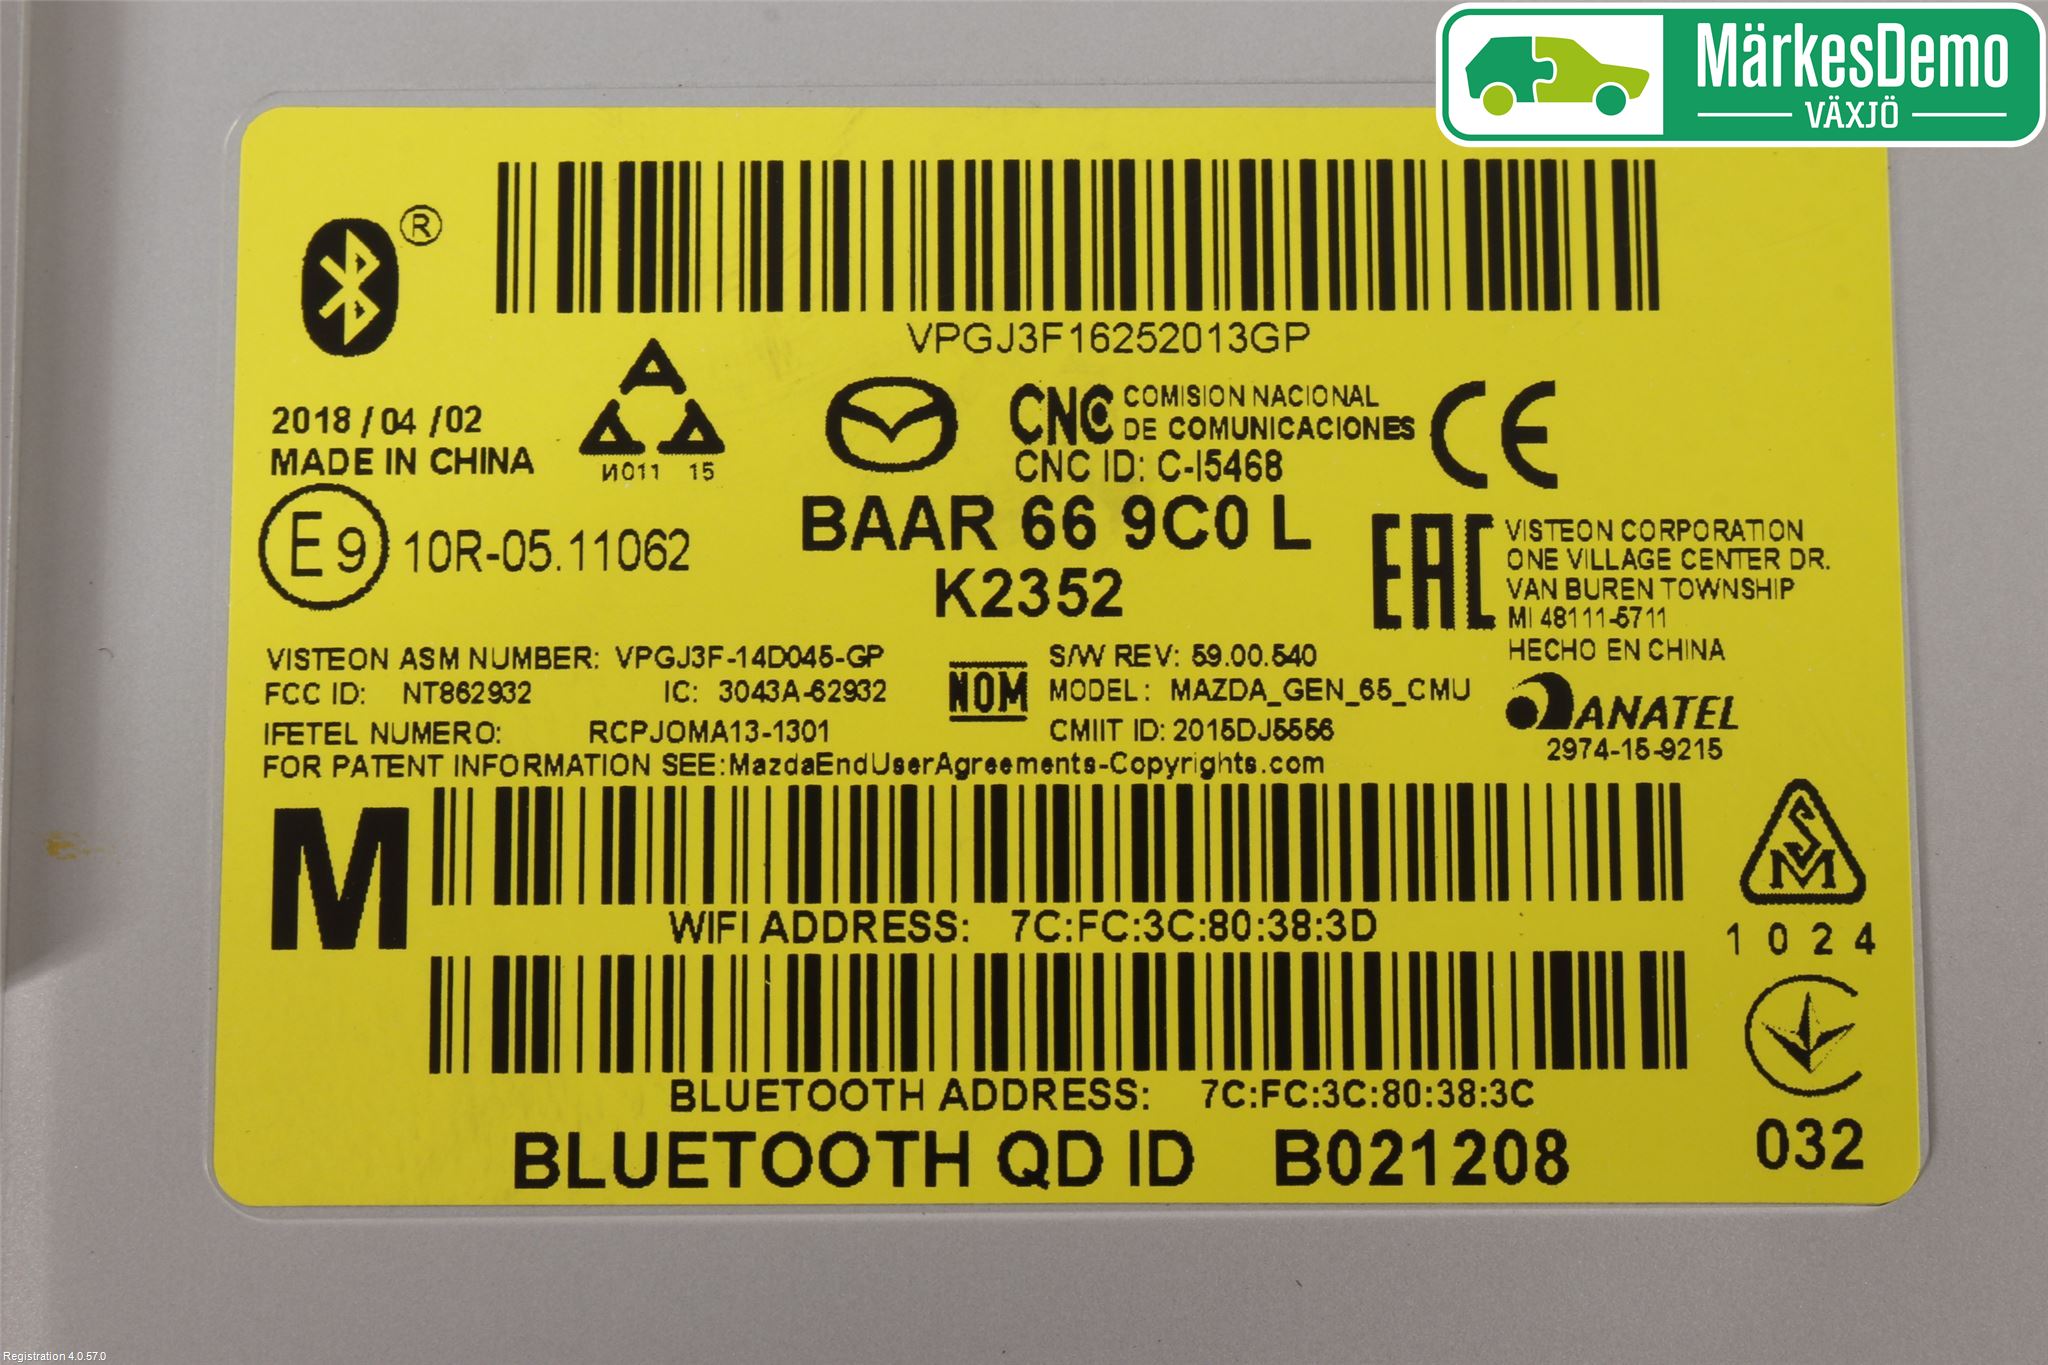 MärkesDemo
VÄXJÖ
®
VPGJ3F16252013GP
2018 / 04 / 02
MADE IN CHINA
И011 15
CNC COMISION NACIONAL
DE COMUNICACIONES
CNC ID: C-I5468
CE
E9 10R-05.11062
BAAR 66 9C0 L
K2352
EAC
VISTEON CORPORATION
ONE VILLAGE CENTER DR.
VAN BUREN TOWNSHIP
MI 48111-5711
HECHO EN CHINA
VISTEON ASM NUMBER: VPGJ3F-14D045-GP
FCC ID: NT862932 IC: 3043A-62932
IFETEL NUMERO: RCPJOMA13-1301
NOM
S/W REV: 59.00.540
MODEL: MAZDA_GEN_65_CMU
CMIIT ID: 2015DJ5556
ANATEL
2974-15-9215
FOR PATENT INFORMATION SEE:MazdaEndUserAgreements-Copyrights.com
M
WIFI ADDRESS: 7C:FC:3C:80:38:3D
SM
1024
BLUETOOTH ADDRESS: 7C:FC:3C:80:38:3C
BLUETOOTH QD ID B021208
032
Registration 4.0.57.0